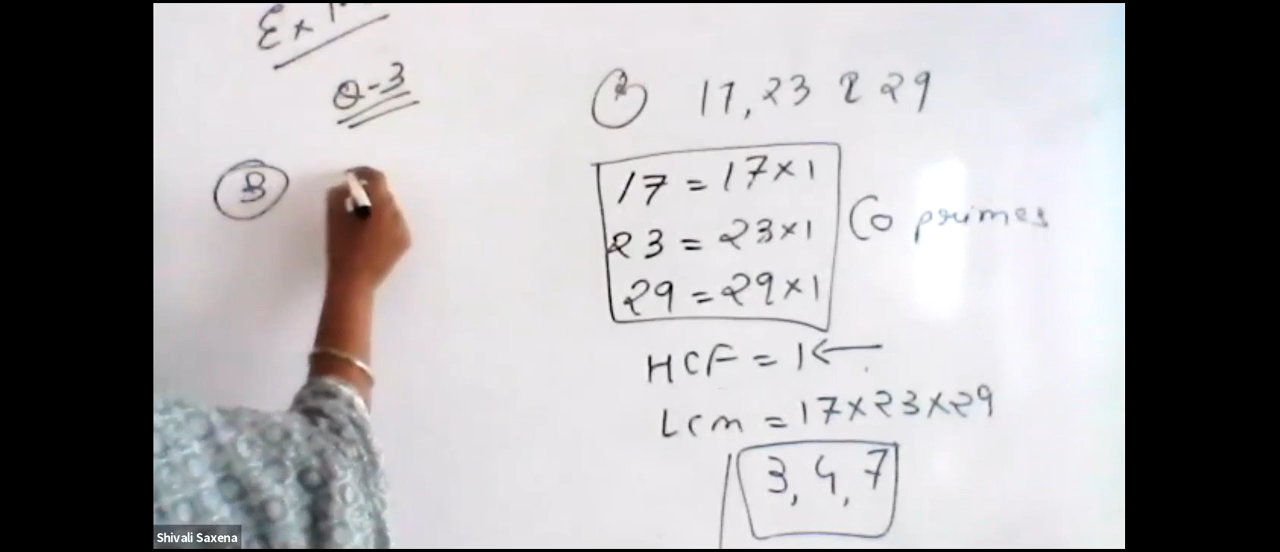 Ex
Q-3
3
2 17, 23 & 29
17 = 17×1
23 = 23×1
29 = 29×1
Co primes
HCF = 1←
Lcm = 17×23×29
3, 4, 7
Shivali Saxena